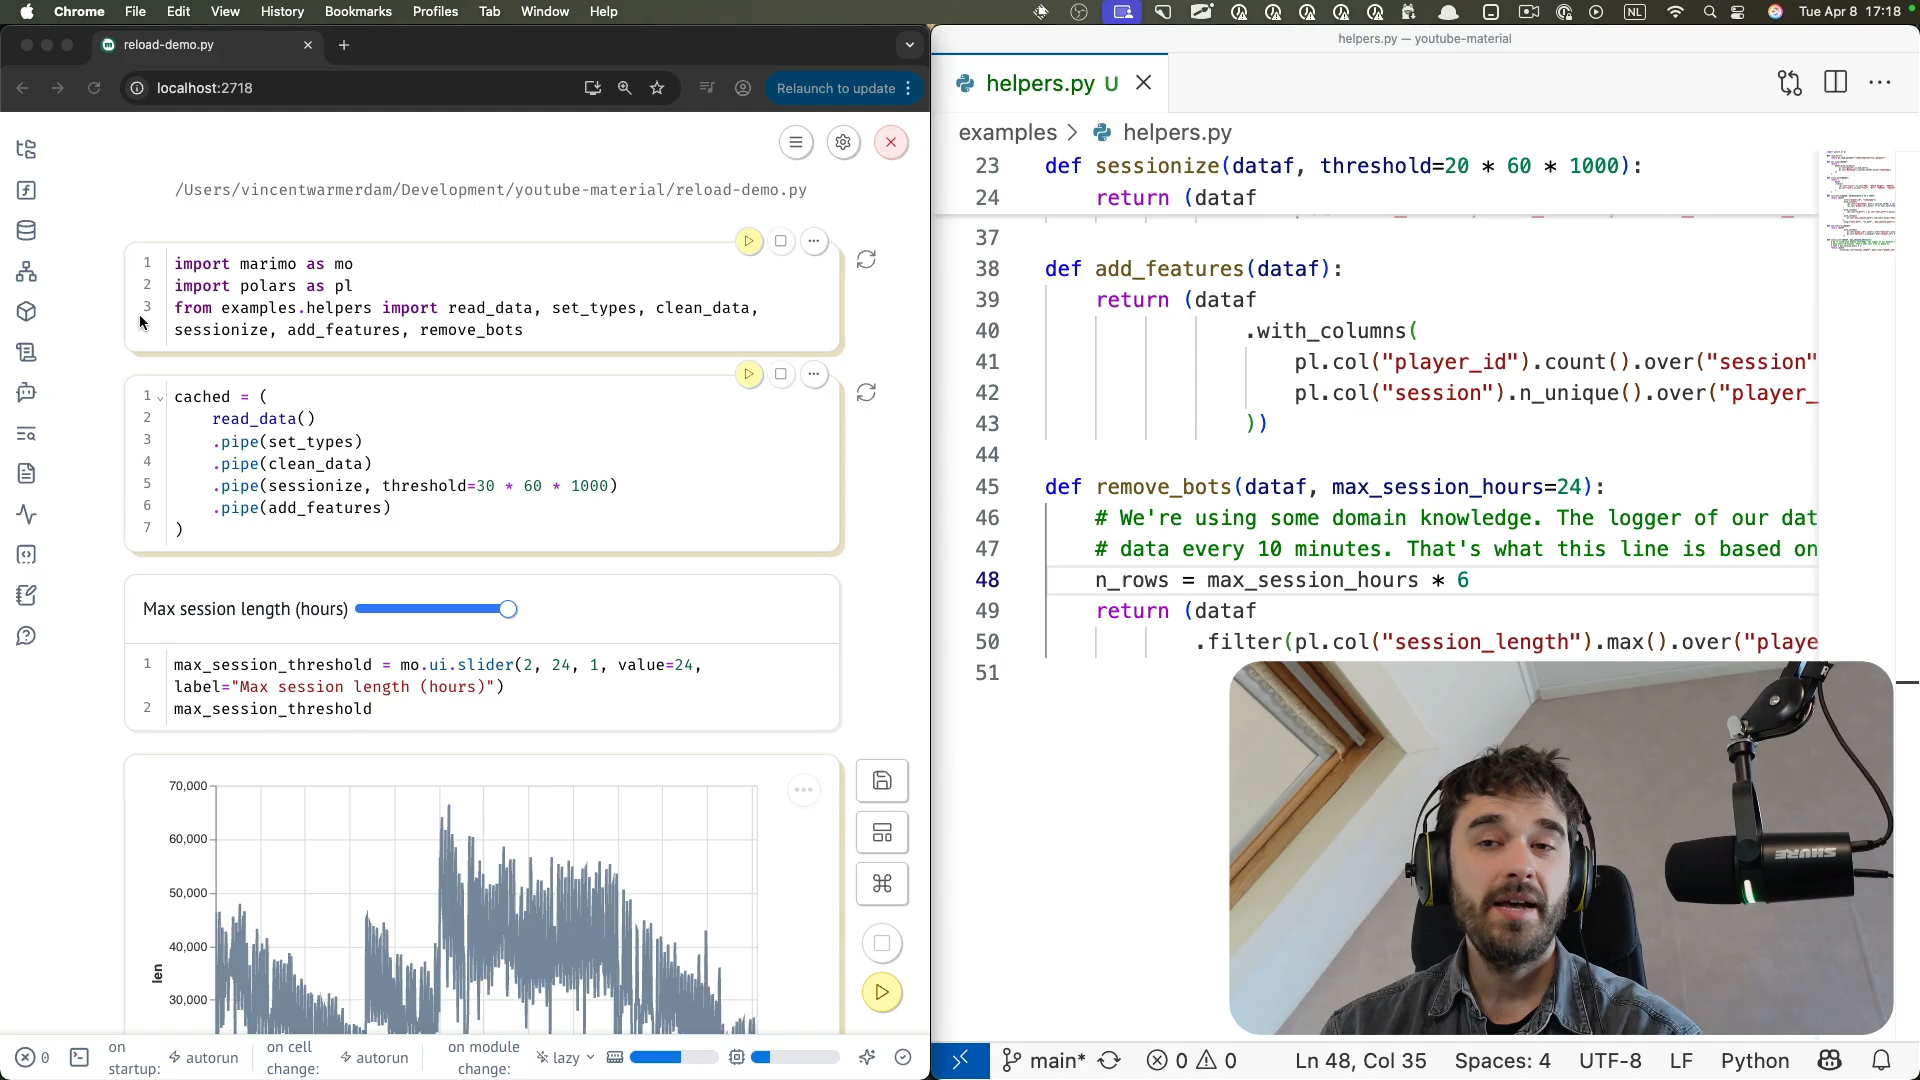 Chrome File Edit View History Bookmarks Profiles Tab Window Help
NL Tue Apr 8 17:18
reload-demo.py
localhost:2718
Relaunch to update
/Users/vincentwarmerdam/Development/youtube-material/reload-demo.py
1 import marimo as mo
2 import polars as pl
3 from examples.helpers import read_data, set_types, clean_data,
sessionize, add_features, remove_bots
1 cached = (
2 read_data()
3 .pipe(set_types)
4 .pipe(clean_data)
5 .pipe(sessionize, threshold=30 * 60 * 1000)
6 .pipe(add_features)
7 )
Max session length (hours)
1 max_session_threshold = mo.ui.slider(2, 24, 1, value=24,
label="Max session length (hours)")
2 max_session_threshold
70,000
60,000
50,000
40,000
30,000
len
0 on startup: autorun on cell change: autorun on module change: lazy
helpers.py — youtube-material
helpers.py U
examples > helpers.py
23 def sessionize(dataf, threshold=20 * 60 * 1000):
24 return (dataf
37
38 def add_features(dataf):
39 return (dataf
40 .with_columns(
41 pl.col("player_id").count().over("session"
42 pl.col("session").n_unique().over("player_
43 ))
44
45 def remove_bots(dataf, max_session_hours=24):
46 # We're using some domain knowledge. The logger of our dat
47 # data every 10 minutes. That's what this line is based on
48 n_rows = max_session_hours * 6
49 return (dataf
50 .filter(pl.col("session_length").max().over("playe
51
SHURE
main* 0 0 Ln 48, Col 35 Spaces: 4 UTF-8 LF Python